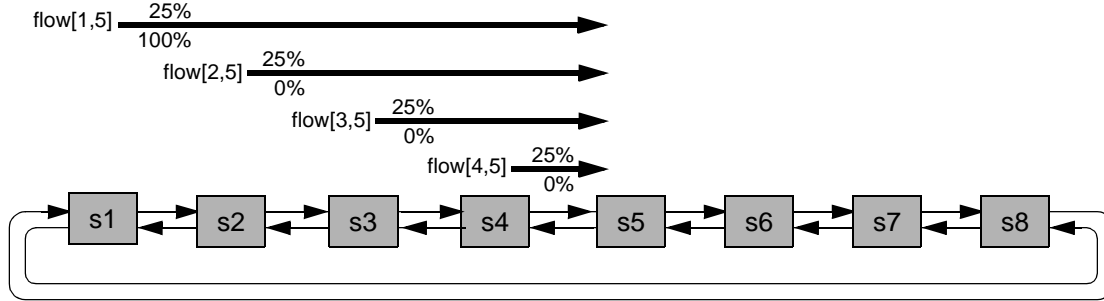 flow[1,5] 25%
100%
flow[2,5] 25%
0%
flow[3,5] 25%
0%
flow[4,5] 25%
0%
s1 s2 s3 s4 s5 s6 s7 s8